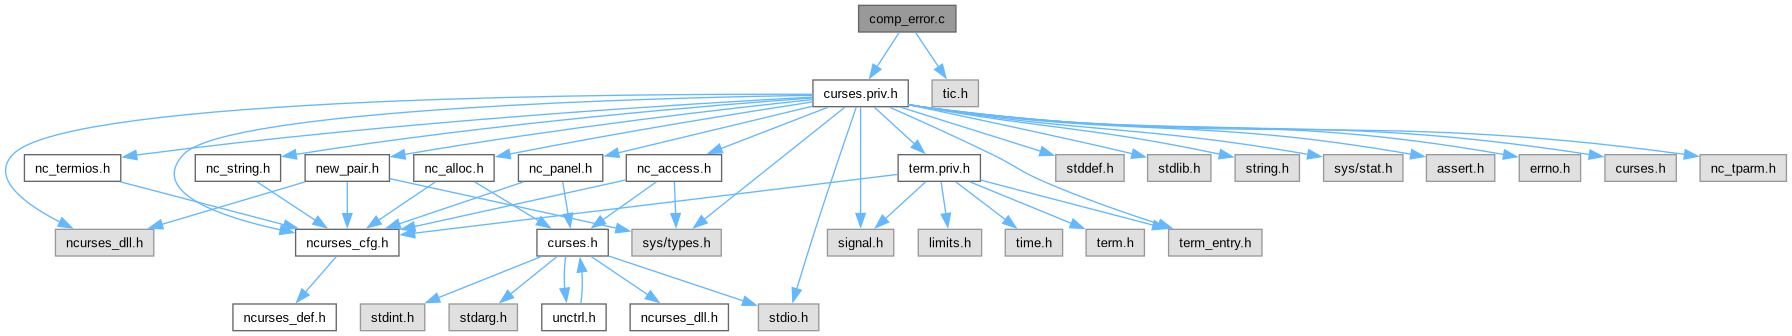 comp_error.c
curses.priv.h
tic.h
nc_termios.h
nc_string.h
new_pair.h
nc_alloc.h
nc_panel.h
nc_access.h
term.priv.h
stddef.h
stdlib.h
string.h
sys/stat.h
assert.h
errno.h
curses.h
nc_tparm.h
ncurses_dll.h
ncurses_cfg.h
curses.h
sys/types.h
signal.h
limits.h
time.h
term.h
term_entry.h
ncurses_def.h
stdint.h
stdarg.h
unctrl.h
ncurses_dll.h
stdio.h